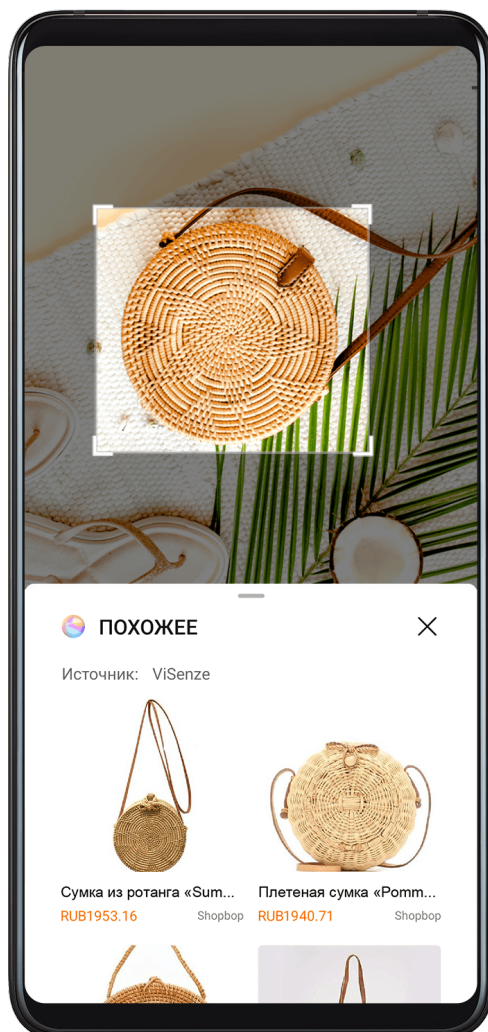 ПОХОЖЕЕ
Источник: ViSenze
Сумка из ротанга «Sum... Плетеная сумка «Pomm...
RUB1953.16 Shopbop RUB1940.71 Shopbop